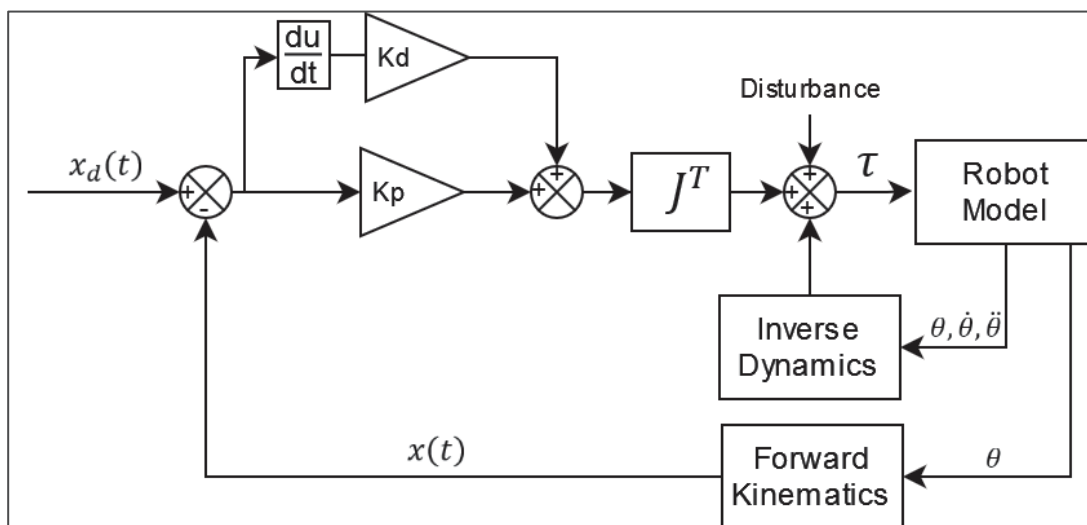 du
dt
Kd
Disturbance
x_d(t)
+
-
Kp
+
+
J^T
+
+
+
τ
Robot
Model
Inverse
Dynamics
θ, θ̇, θ̈
x(t)
Forward
Kinematics
θ